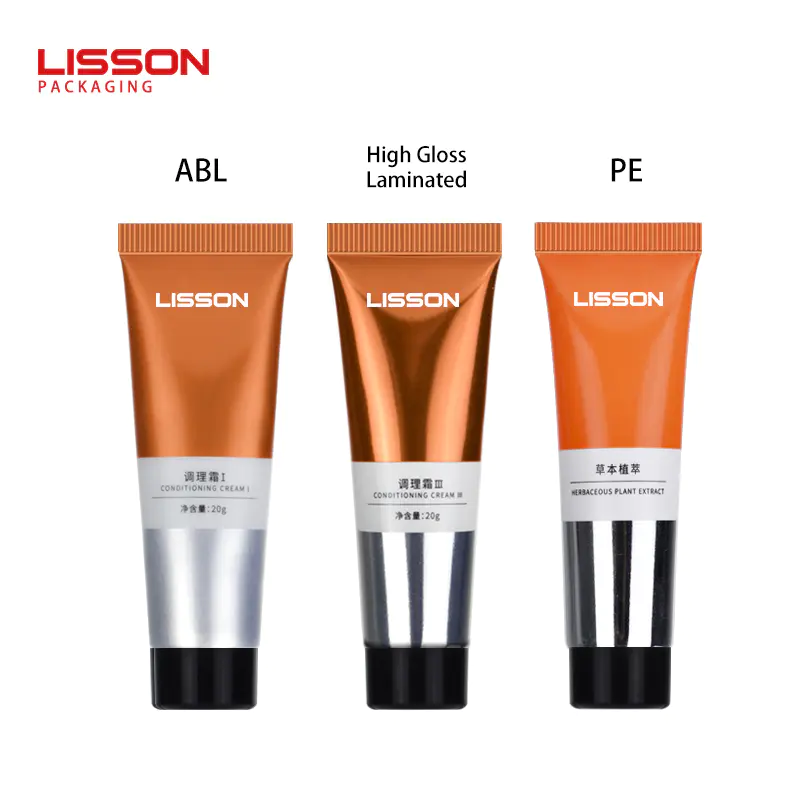 LISSON
PACKAGING
ABL
High Gloss
Laminated
PE
LISSON
调理霜I
CONDITIONING CREAM I
净含量:20g
LISSON
调理霜III
CONDITIONING CREAM III
净含量:20g
LISSON
草本植萃
HERBACEOUS PLANT EXTRACT